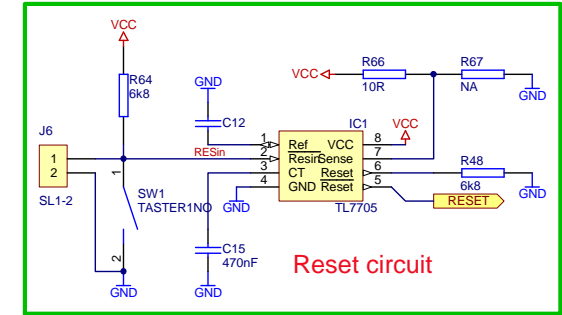 VCC
R64
6k8
GND
C12
VCC
R66
10R
R67
NA
GND
J6
1
2
SL1-2
1
SW1
TASTER1NO
2
GND
RESin
IC1
VCC
1 Ref VCC 8
2 Resin Sense 7
3 CT Reset 6
4 GND Reset 5
TL7705
GND
R48
6k8
GND
RESET
C15
470nF
GND
Reset circuit